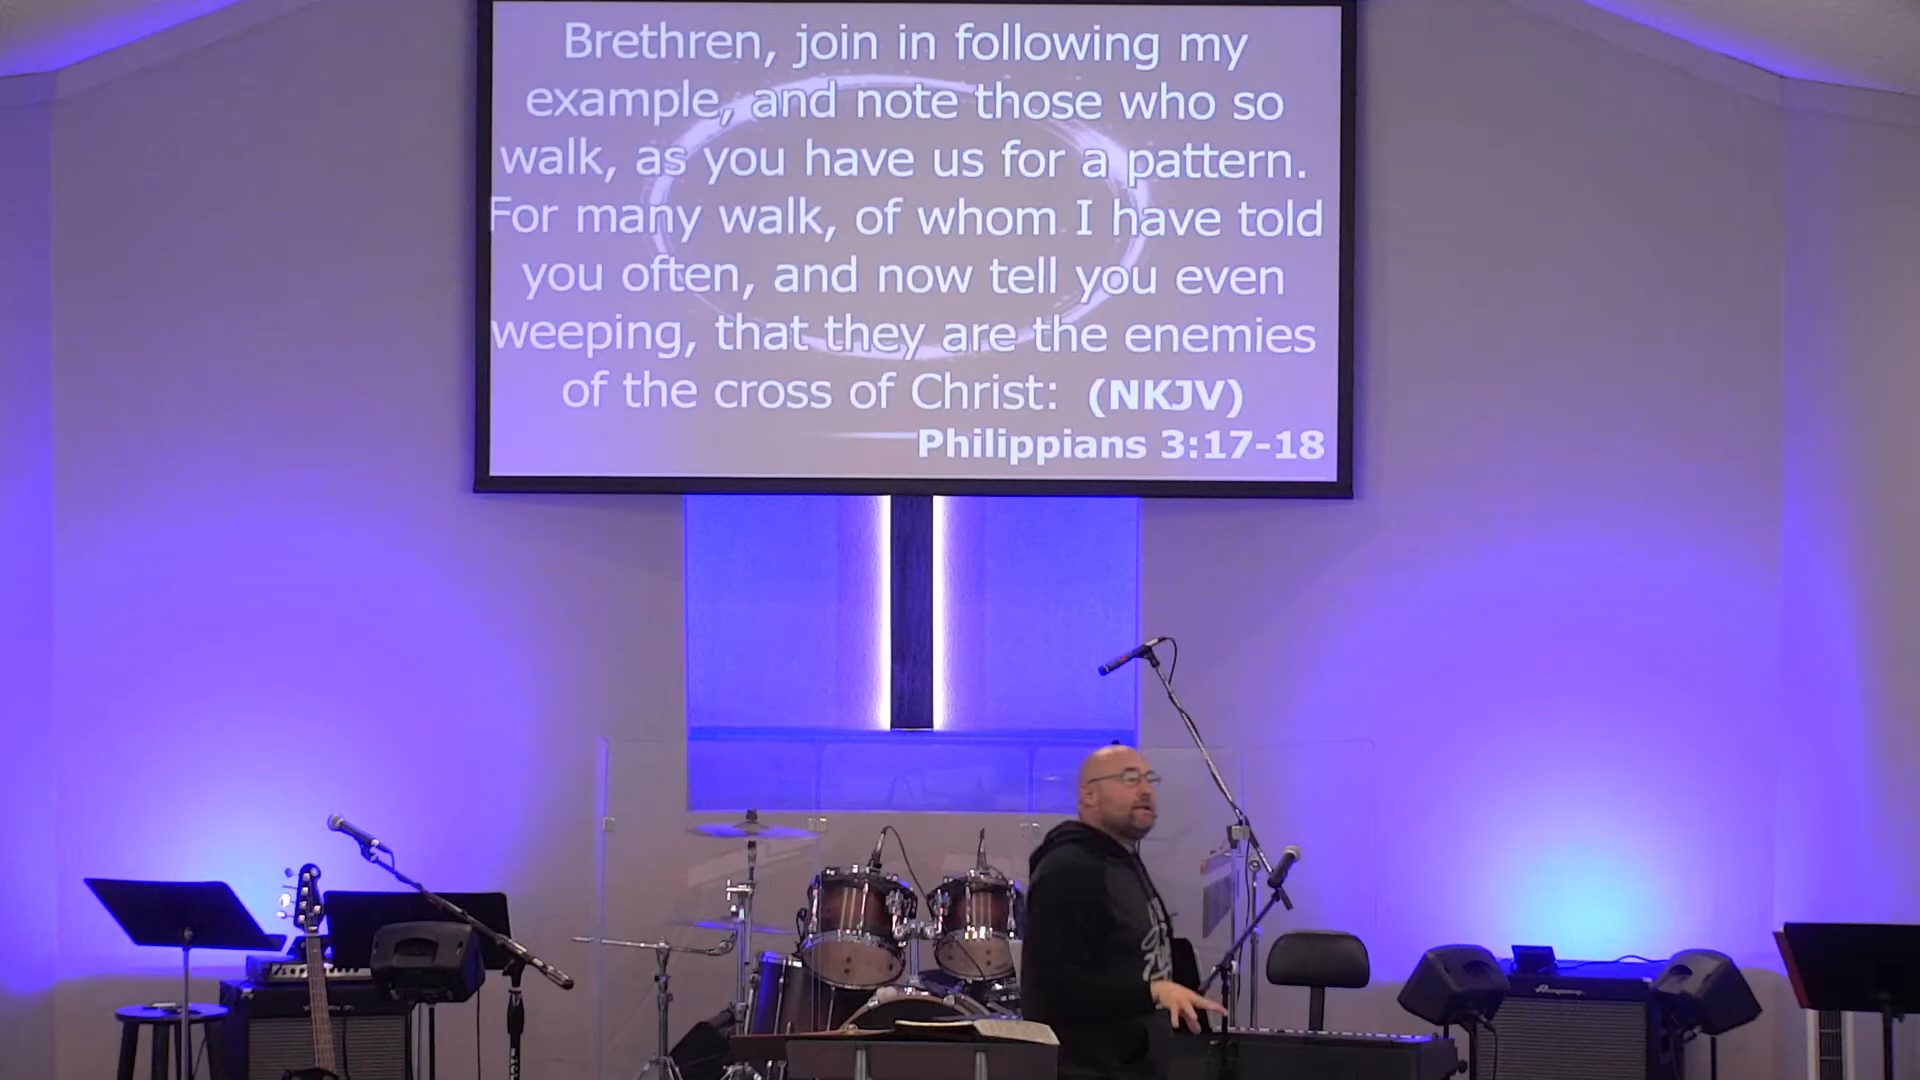 Brethren, join in following my
example, and note those who so
walk, as you have us for a pattern.
For many walk, of whom I have told
you often, and now tell you even
weeping, that they are the enemies
of the cross of Christ: (NKJV)
Philippians 3:17-18
Ampeg